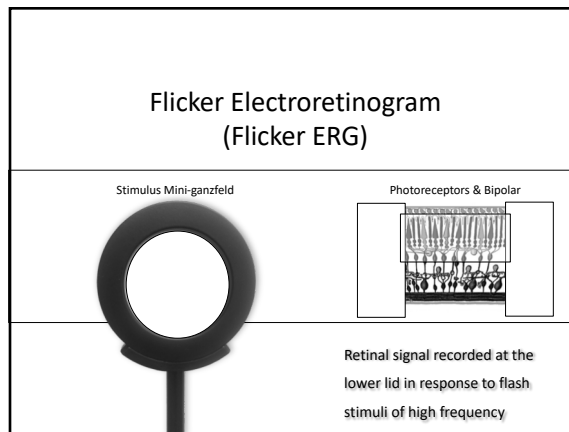 Flicker Electroretinogram
(Flicker ERG)
Stimulus Mini-ganzfeld
Photoreceptors & Bipolar
Retinal signal recorded at the
lower lid in response to flash
stimuli of high frequency